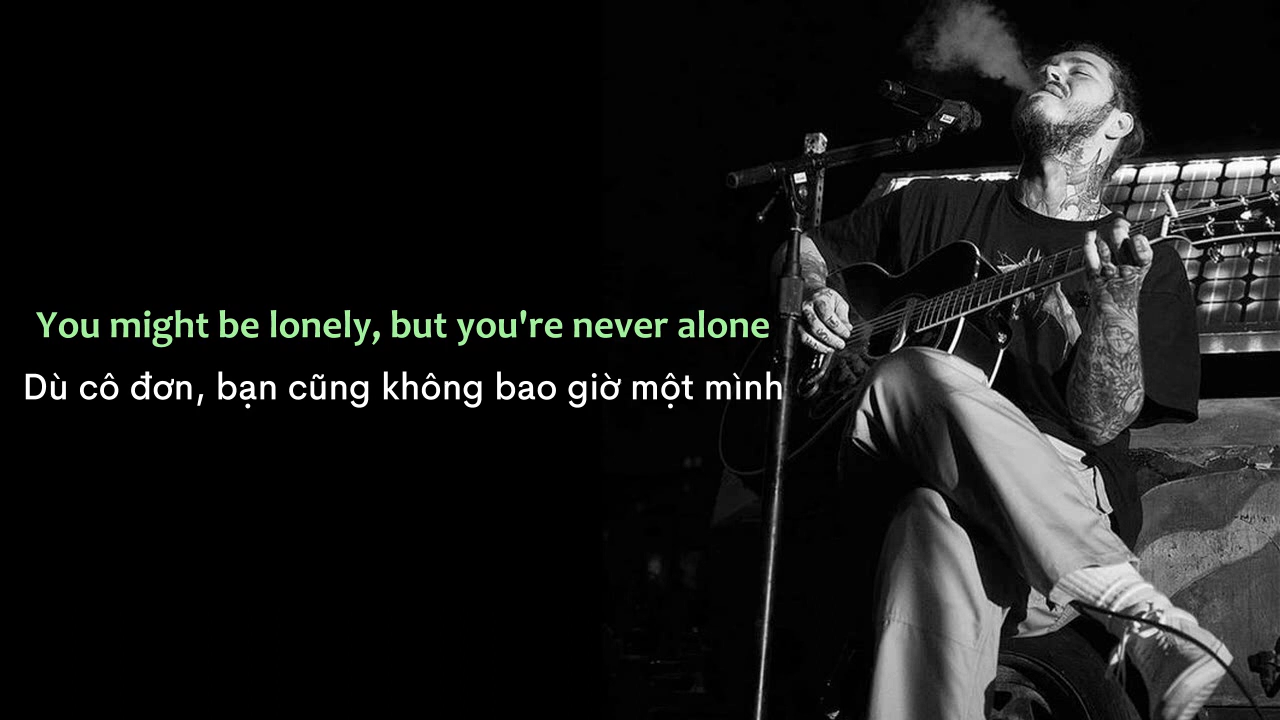 You might be lonely, but you're never alone
Dù cô đơn, bạn cũng không bao giờ một mình